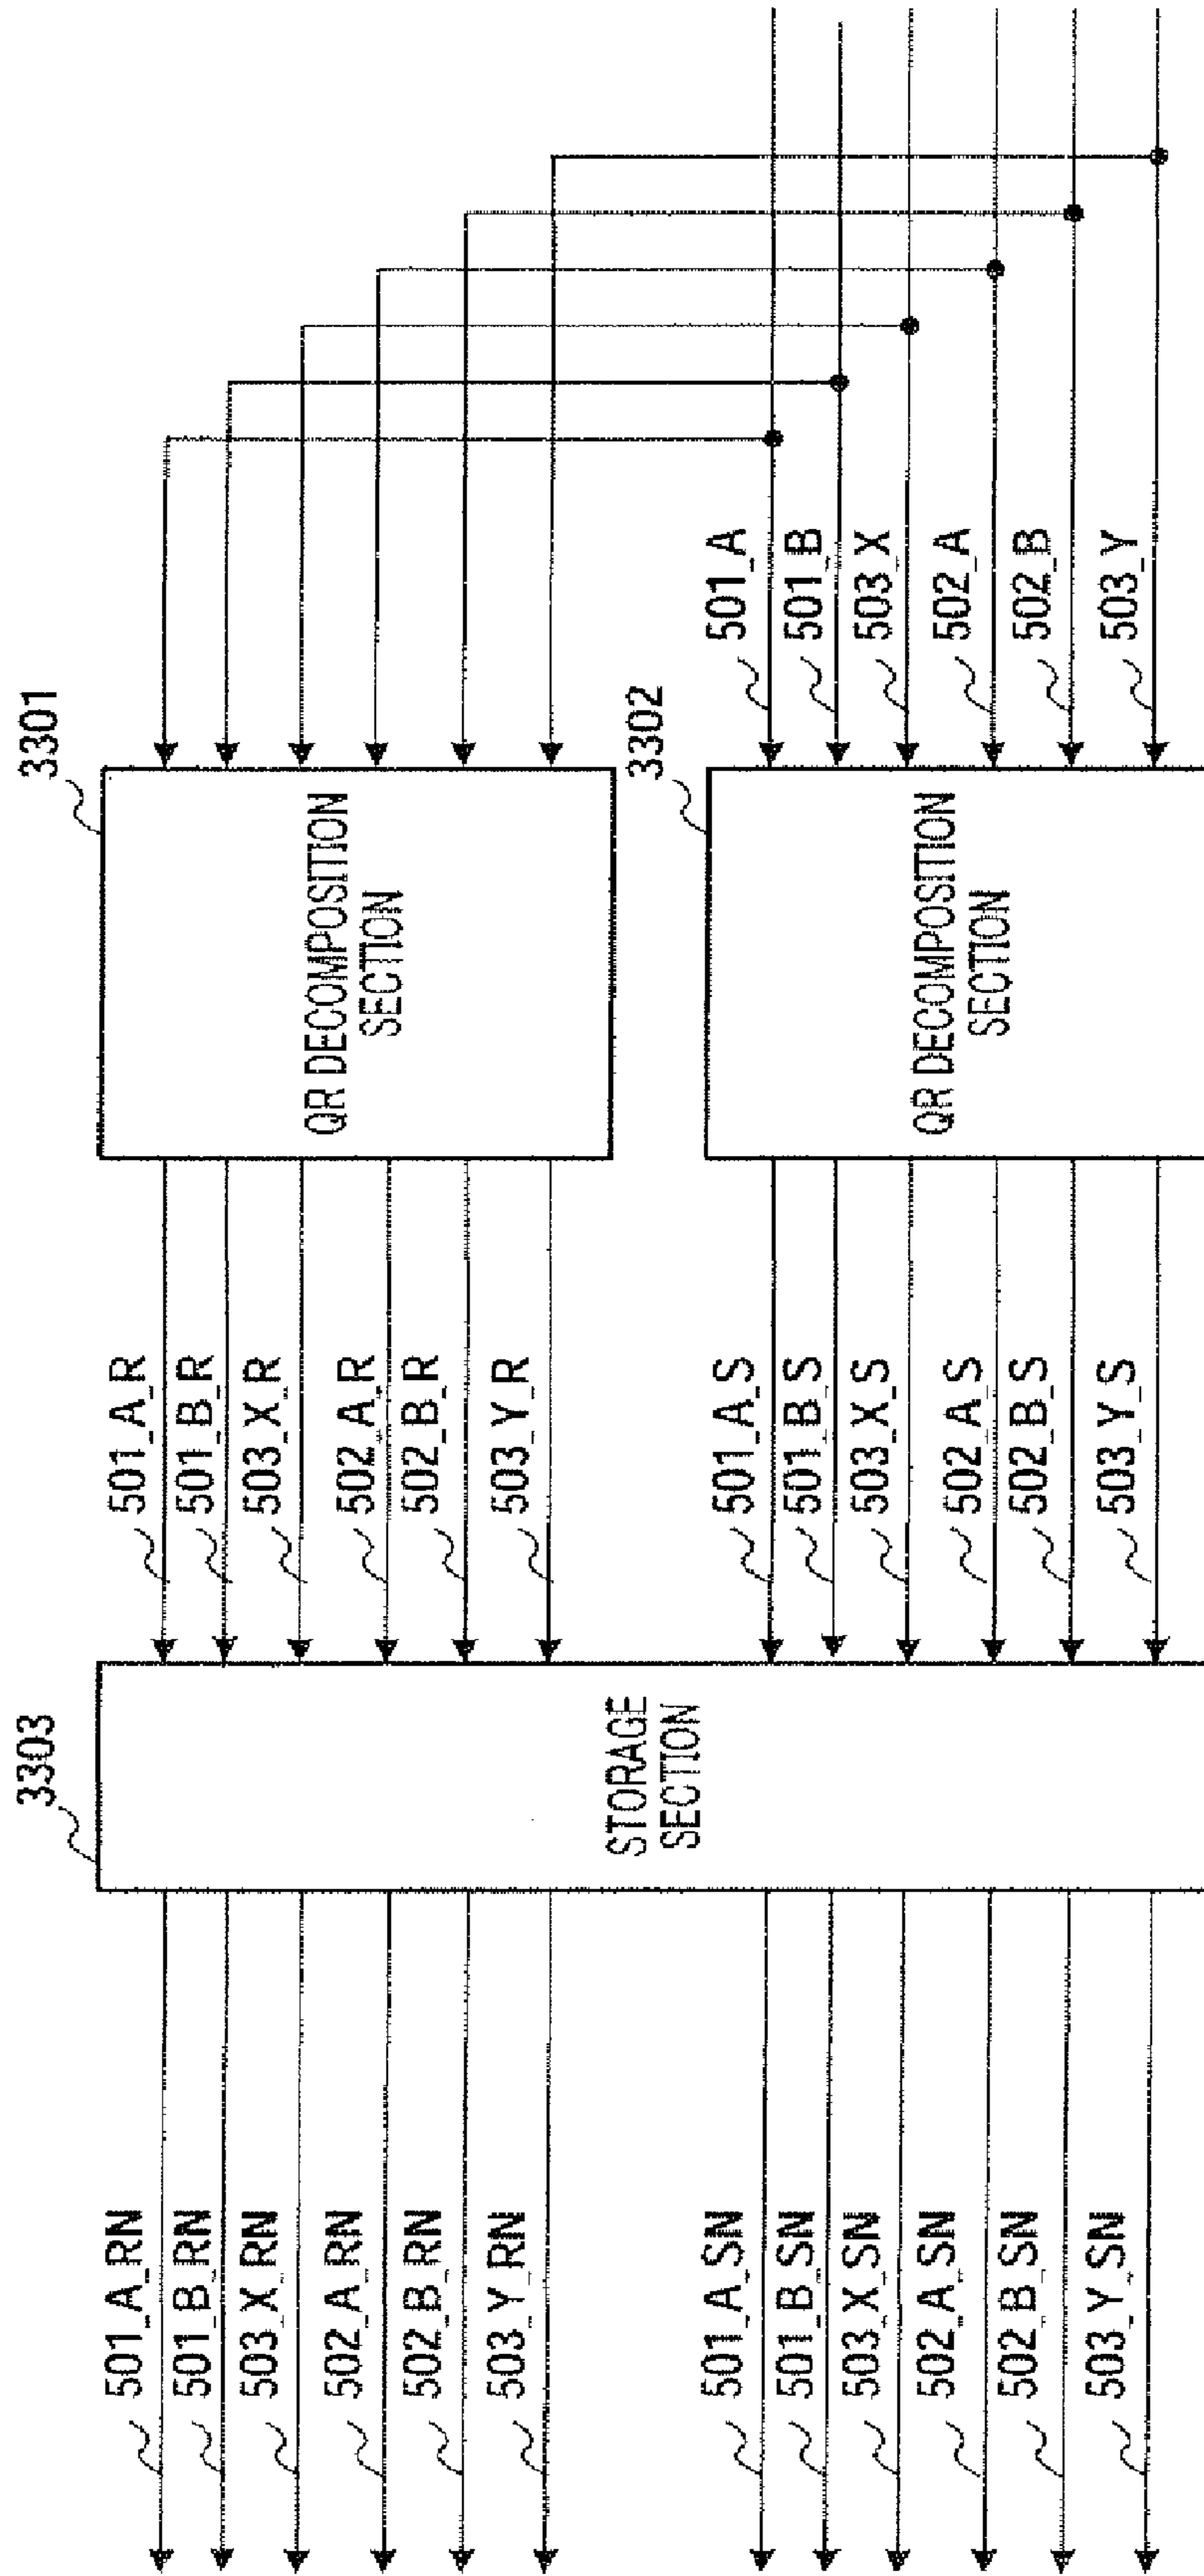 3301
QR DECOMPOSITION
SECTION
3302
QR DECOMPOSITION
SECTION
501_A
501_B
503_X
502_A
502_B
503_Y
501_A_R
501_B_R
503_X_R
502_A_R
502_B_R
503_Y_R
501_A_S
501_B_S
503_X_S
502_A_S
502_B_S
503_Y_S
3303
STORAGE
SECTION
501_A_RN
501_B_RN
503_X_RN
502_A_RN
502_B_RN
503_Y_RN
501_A_SN
501_B_SN
503_X_SN
502_A_SN
502_B_SN
503_Y_SN